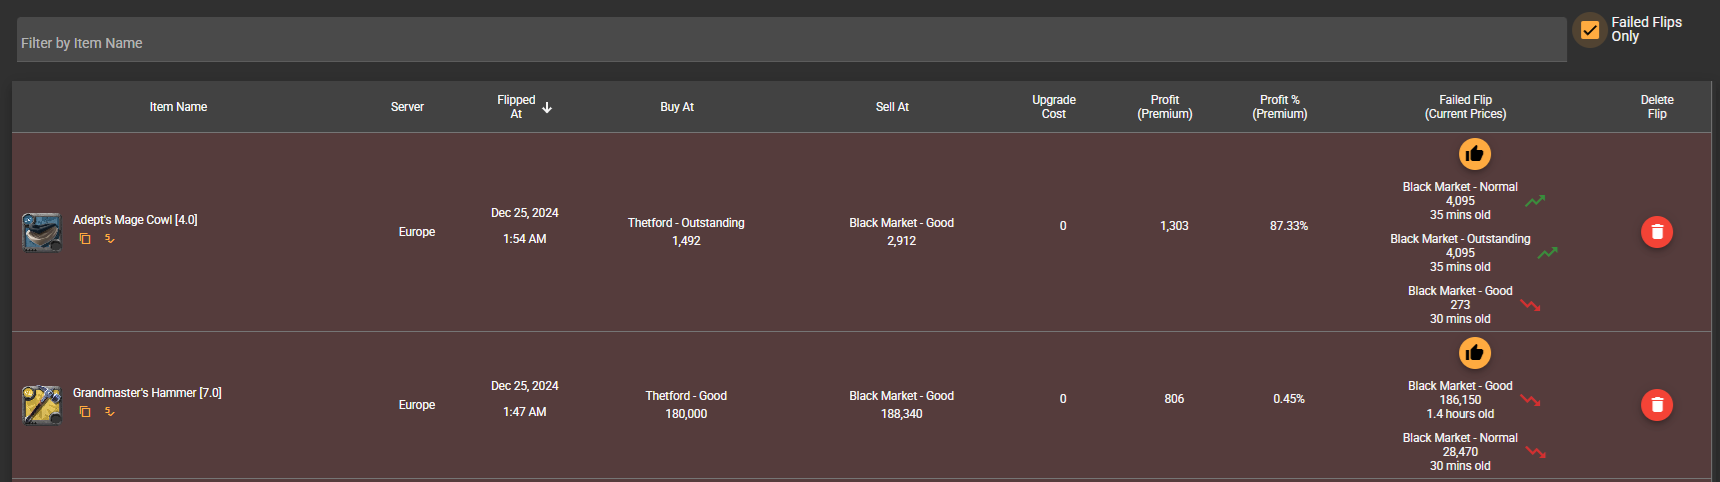 Filter by Item Name
Failed Flips
Only
Item Name
Server
Flipped
At
Buy At
Sell At
Upgrade
Cost
Profit
(Premium)
Profit %
(Premium)
Failed Flip
(Current Prices)
Delete
Flip
Adept's Mage Cowl [4.0]
Europe
Dec 25, 2024
1:54 AM
Thetford - Outstanding
1,492
Black Market - Good
2,912
0
1,303
87.33%
Black Market - Normal
4,095
35 mins old
Black Market - Outstanding
4,095
35 mins old
Black Market - Good
273
30 mins old
Grandmaster's Hammer [7.0]
Europe
Dec 25, 2024
1:47 AM
Thetford - Good
180,000
Black Market - Good
188,340
0
806
0.45%
Black Market - Good
186,150
1.4 hours old
Black Market - Normal
28,470
30 mins old